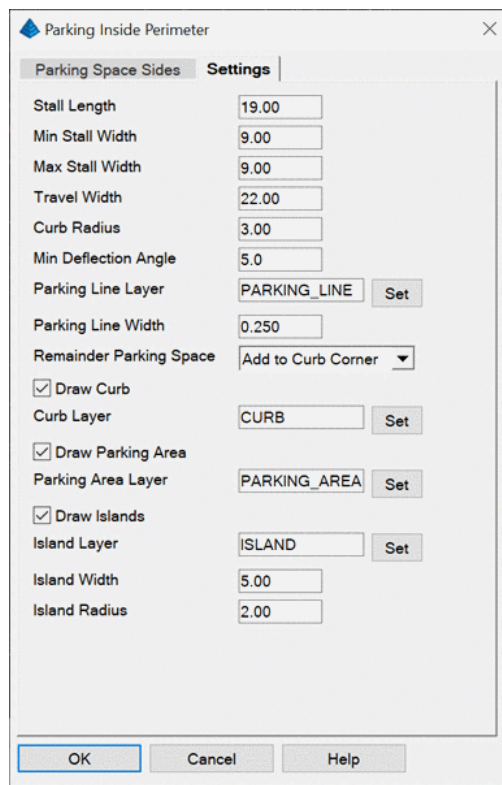 Parking Inside Perimeter
Parking Space Sides Settings
Stall Length 19.00
Min Stall Width 9.00
Max Stall Width 9.00
Travel Width 22.00
Curb Radius 3.00
Min Deflection Angle 5.0
Parking Line Layer PARKING_LINE Set
Parking Line Width 0.250
Remainder Parking Space Add to Curb Corner
Draw Curb
Curb Layer CURB Set
Draw Parking Area
Parking Area Layer PARKING_AREA Set
Draw Islands
Island Layer ISLAND Set
Island Width 5.00
Island Radius 2.00
OK Cancel Help